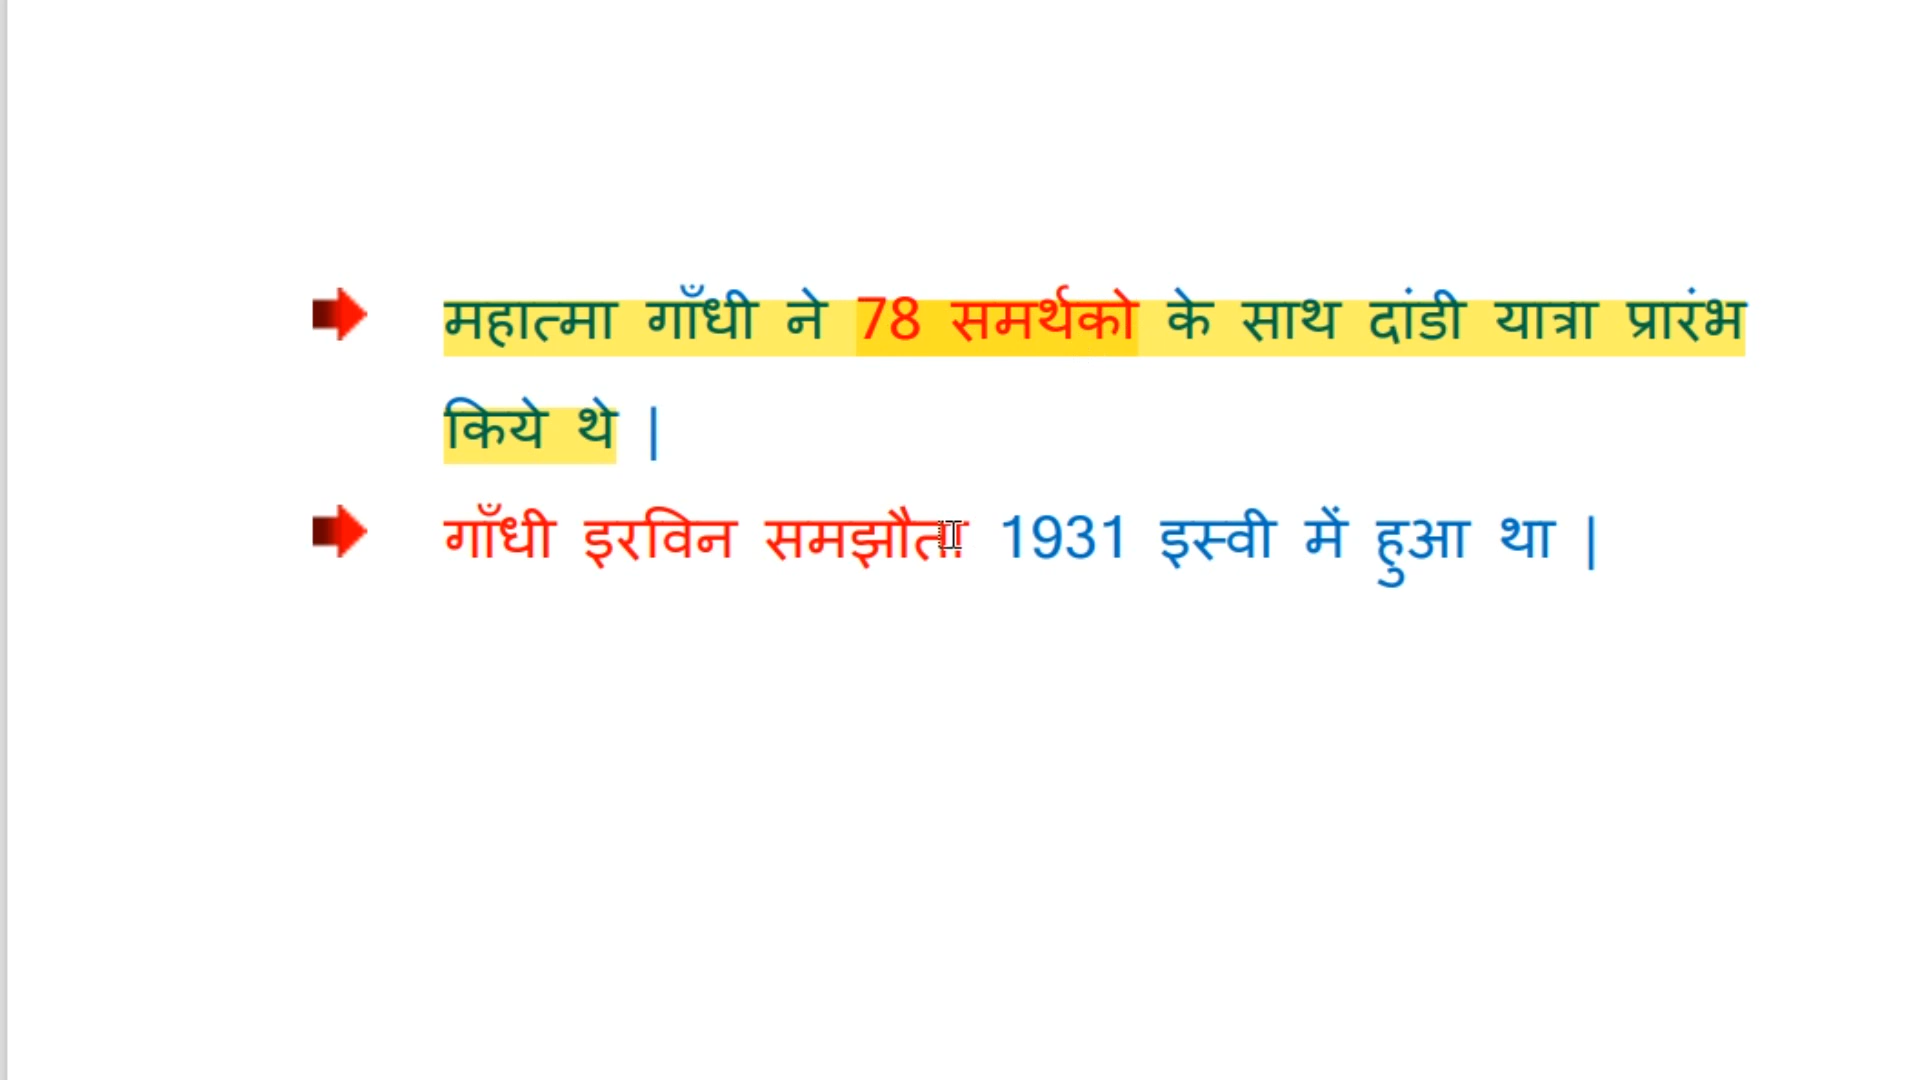 महात्मा गाँधी ने 78 समर्थको के साथ दांडी यात्रा प्रारंभ
किये थे |
गाँधी इरविन समझौता 1931 इस्वी में हुआ था |